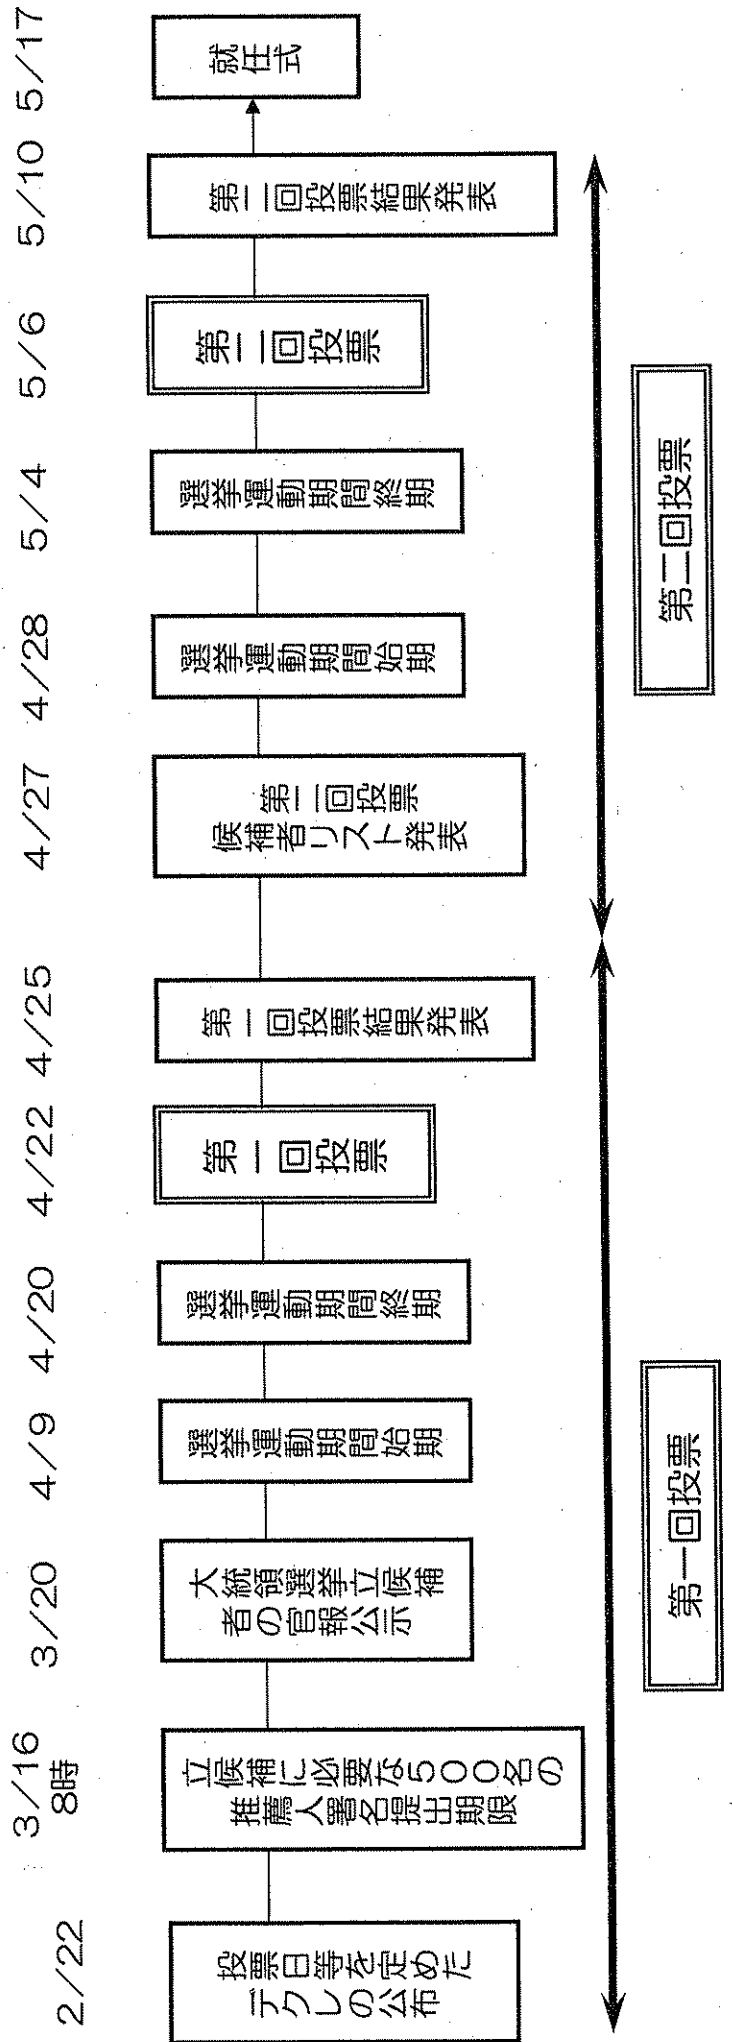 2/22
投票日等を定めた
デクレの公布
3/16
8時
立候補に必要な500名の
推薦人署名提出期限
3/20
大統領選挙立候補
者の官報公示
4/9
選挙運動期間始期
4/20
選挙運動期間終期
4/22
第一回投票
4/25
第一回投票結果発表
4/27
第二回投票
候補者リスト発表
4/28
選挙運動期間始期
5/4
選挙運動期間終期
5/6
第二回投票
5/10
第二回投票結果発表
5/17
就任式
第一回投票
第二回投票